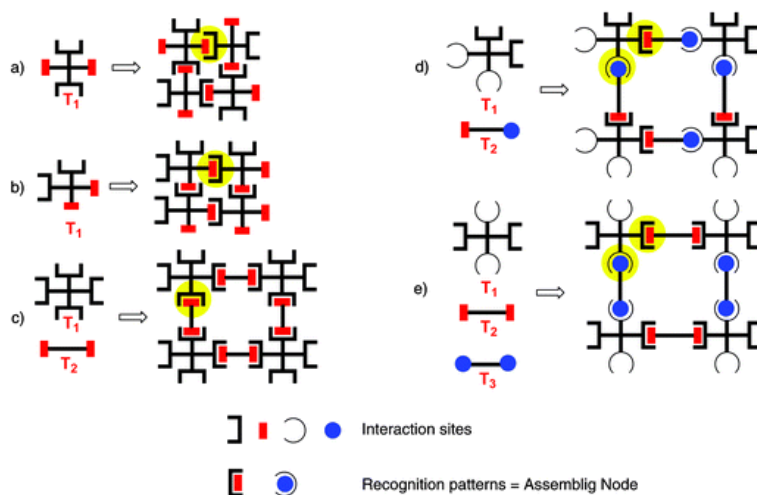 a)
T1
b)
T1
c)
T1
T2
d)
T1
T2
e)
T1
T2
T3
Interaction sites
Recognition patterns = Assemblig Node